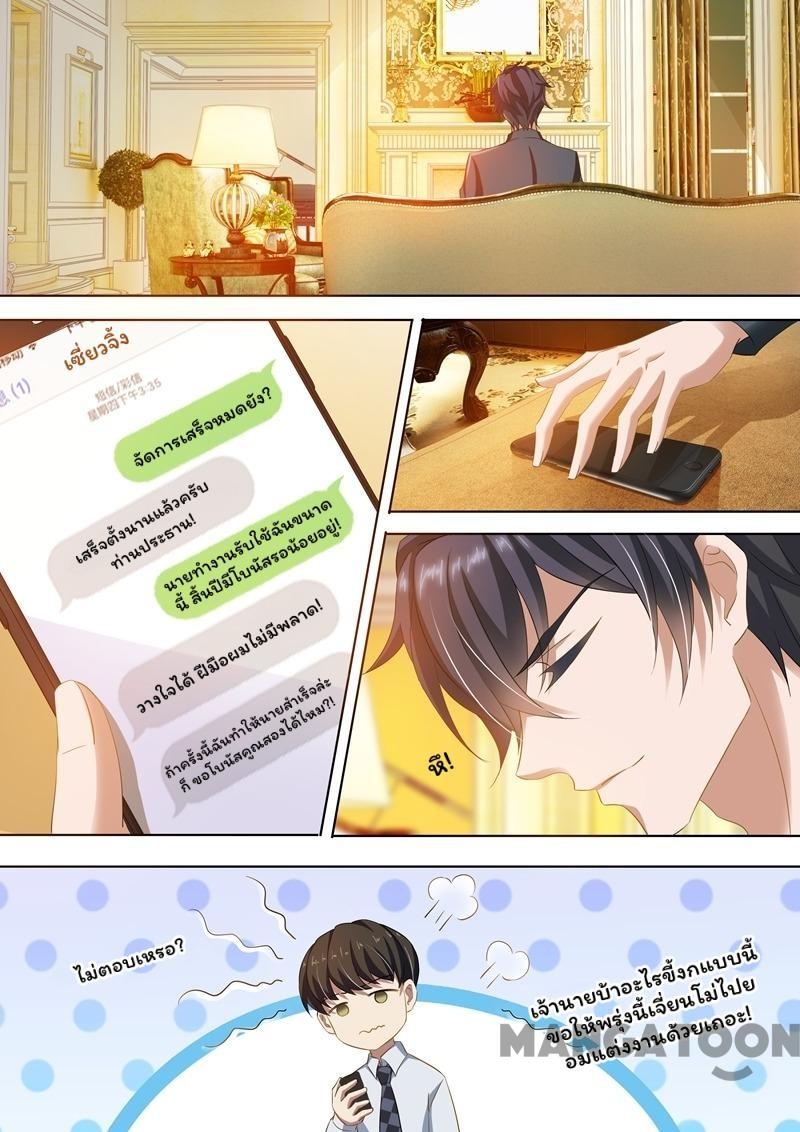 เซี่ยวจิ้ง
息 (1)
短信/彩信
星期四下午3:35
จัดการเสร็จหมดยัง?
เสร็จตั้งนานแล้วครับ
ท่านประธาน!
นายทำงานรับใช้ฉันขนาด
นี้ สิ้นปีมีโบนัสรอน้อยอยู่!
วางใจได้ ฝีมือผมไม่มีพลาด!
ถ้าครั้งนี้ฉันทำให้นายสำเร็จล่ะ
ก็ ขอโบนัสคูณสองได้ไหม?!
หึ!
ไม่ตอบเหรอ?
เจ้านายบ้าอะไรขี้งกแบบนี้
ขอให้พรุ่งนี้เจี่ยนโม่ไปย
อมแต่งงานด้วยเถอะ!
MANGATOON